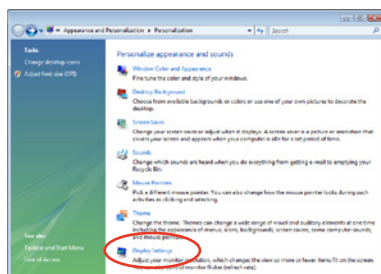 Appearance and Personalization ▸ Personalization
Search
Tasks
Change desktop icons
Adjust font size (DPI)
See also
Taskbar and Start Menu
Ease of Access
Personalize appearance and sounds
Window Color and Appearance
Fine tune the color and style of your windows.
Desktop Background
Choose from available backgrounds or colors or use one of your own pictures to decorate the
desktop.
Screen Saver
Change your screen saver or adjust when it displays. A screen saver is a picture or animation that
covers your screen and appears when your computer is idle for a set period of time.
Sounds
Change which sounds are heard when you do everything from getting e-mail to emptying your
Recycle Bin.
Mouse Pointers
Pick a different mouse pointer. You can also change how the mouse pointer looks during such
activities as clicking and selecting.
Theme
Change the theme. Themes can change a wide range of visual and auditory elements at one time
including the appearance of menus, icons, backgrounds, screen savers, some computer sounds,
and mouse pointers.
Display Settings
Adjust your monitor resolution, which changes the view so more or fewer items fit on the screen.
You can also control monitor flicker (refresh rate).